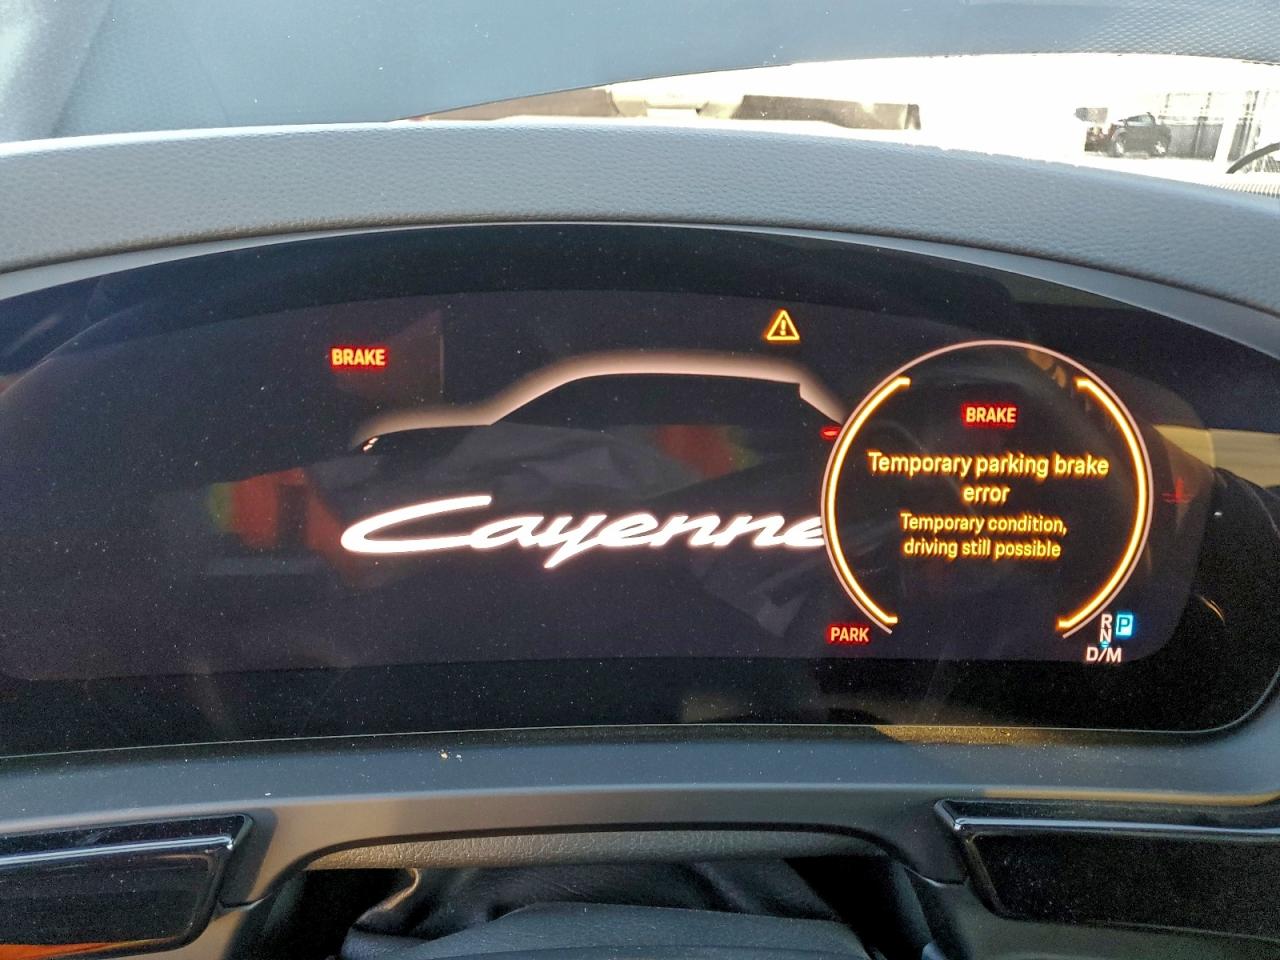 BRAKE
Cayenne
BRAKE
Temporary parking brake
error
Temporary condition,
driving still possible
PARK
R P
N
D/M